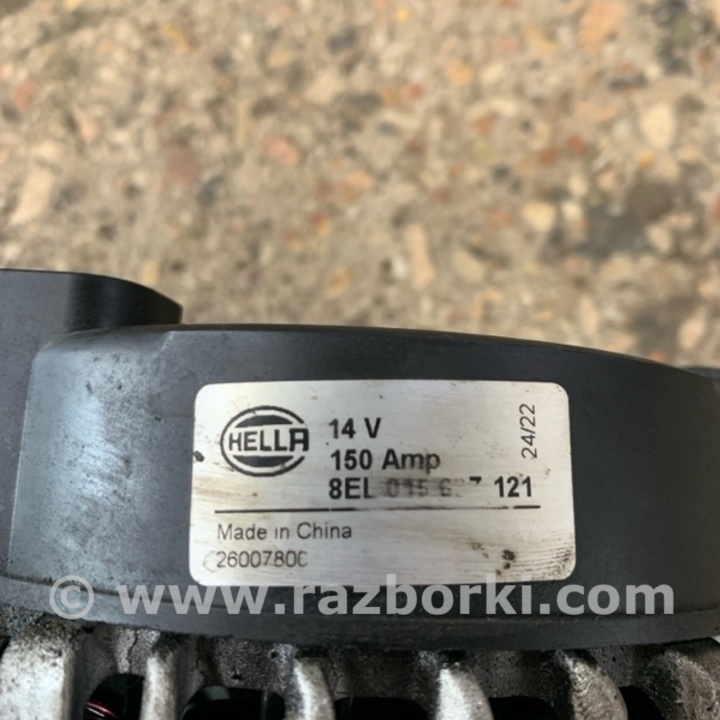 HELLA
14 V
150 Amp
8EL 121
24/22
Made in China
© www.razborki.com